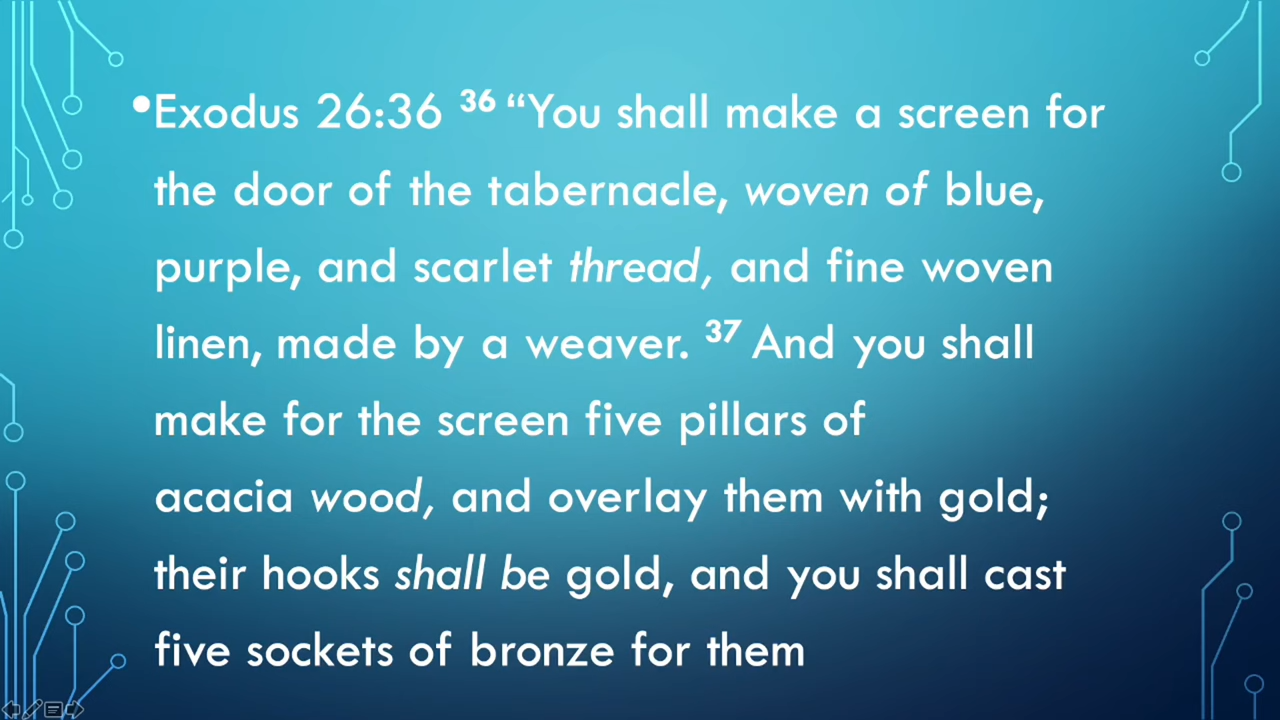 •Exodus 26:36 ³⁶ “You shall make a screen for
the door of the tabernacle, woven of blue,
purple, and scarlet thread, and fine woven
linen, made by a weaver. ³⁷ And you shall
make for the screen five pillars of
acacia wood, and overlay them with gold;
their hooks shall be gold, and you shall cast
five sockets of bronze for them